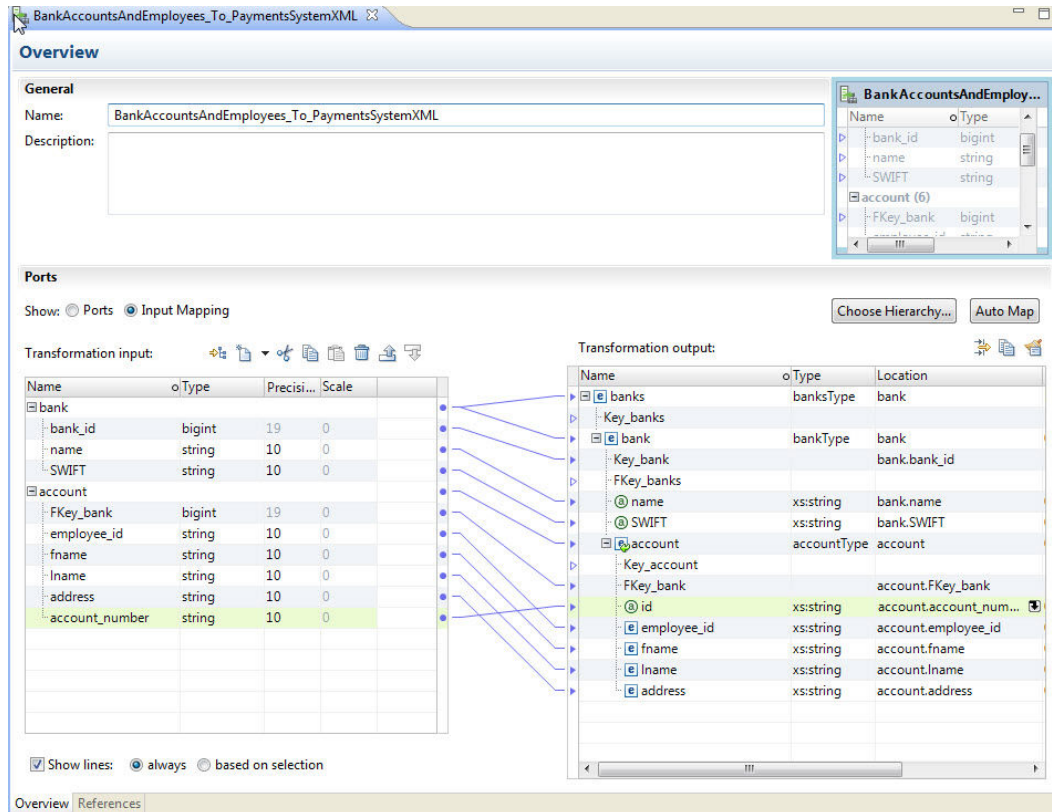 BankAccountsAndEmployees_To_PaymentsSystemXML
Overview
General
Name: BankAccountsAndEmployees_To_PaymentsSystemXML
Description:
BankAccountsAndEmploy...
Name Type
bank_id bigint
name string
SWIFT string
account (6)
FKey_bank bigint
Ports
Show: Ports Input Mapping
Choose Hierarchy... Auto Map
Transformation input:
Name Type Precisi... Scale
bank
bank_id bigint 19 0
name string 10 0
SWIFT string 10 0
account
FKey_bank bigint 19 0
employee_id string 10 0
fname string 10 0
lname string 10 0
address string 10 0
account_number string 10 0
Transformation output:
Name Type Location
banks banksType bank
Key_banks
bank bankType bank
Key_bank bank.bank_id
FKey_banks
name xs:string bank.name
SWIFT xs:string bank.SWIFT
account accountType account
Key_account
FKey_bank account.FKey_bank
id xs:string account.account_num...
employee_id xs:string account.employee_id
fname xs:string account.fname
lname xs:string account.lname
address xs:string account.address
Show lines: always based on selection
Overview References